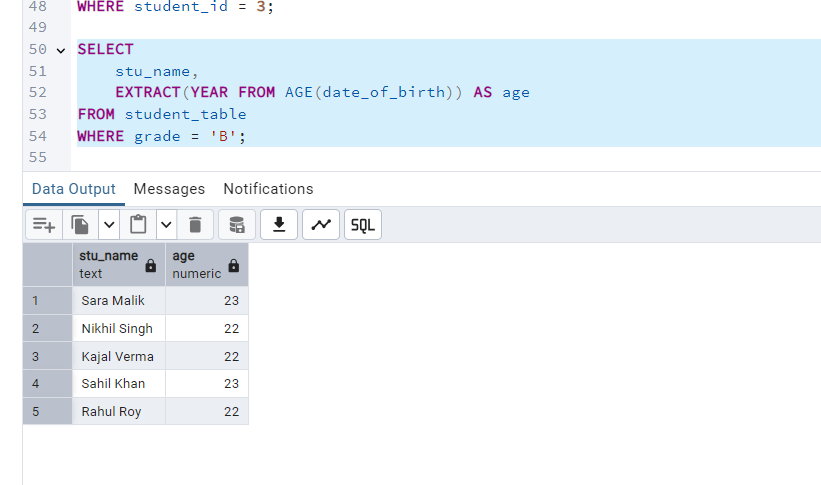 48 WHERE student_id = 3;
49
50 SELECT
51 stu_name,
52 EXTRACT(YEAR FROM AGE(date_of_birth)) AS age
53 FROM student_table
54 WHERE grade = 'B';
55
Data Output Messages Notifications
SQL
stu_name age
text numeric
1 Sara Malik 23
2 Nikhil Singh 22
3 Kajal Verma 22
4 Sahil Khan 23
5 Rahul Roy 22